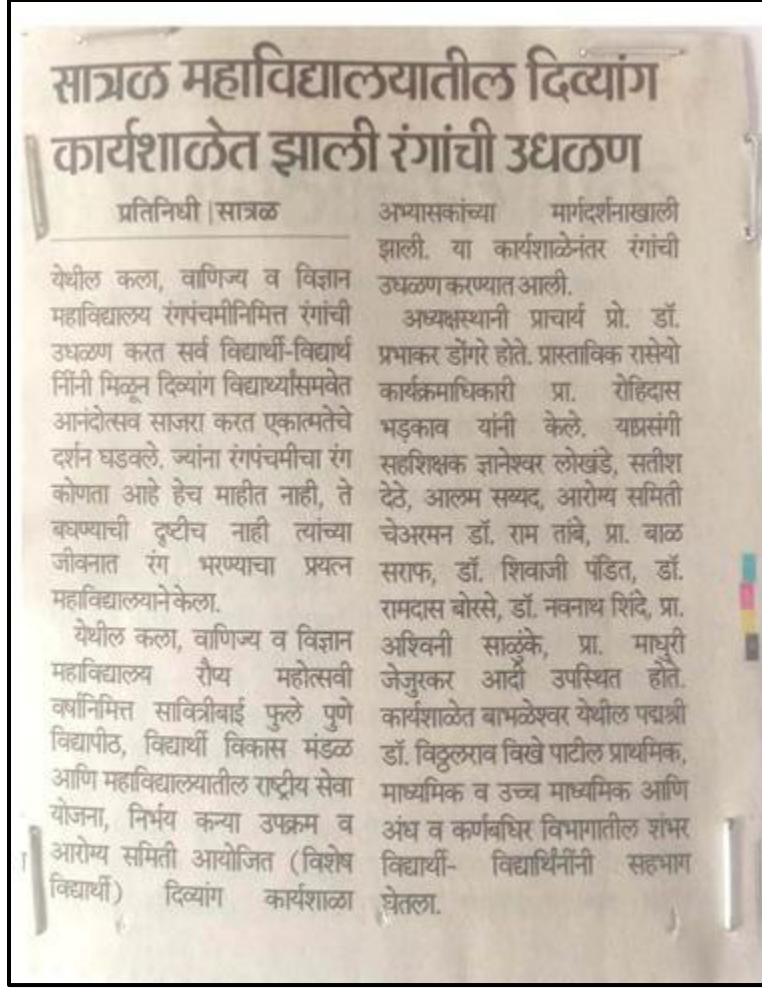 सात्रळ महाविद्यालयातील दिव्यांग
कार्यशाळेत झाली रंगांची उधळण
प्रतिनिधी | सात्रळ
येथील कला, वाणिज्य व विज्ञान
महाविद्यालय रंगपंचमीनिमित्त रंगांची
उधळण करत सर्व विद्यार्थी-विद्यार्थ
िनींनी मिळून दिव्यांग विद्यार्थ्यांसमवेत
आनंदोत्सव साजरा करत एकात्मतेचे
दर्शन घडवले. ज्यांना रंगपंचमीचा रंग
कोणता आहे हेच माहीत नाही, ते
बघण्याची दृष्टीच नाही त्यांच्या
जीवनात रंग भरण्याचा प्रयत्न
महाविद्यालयाने केला.
येथील कला, वाणिज्य व विज्ञान
महाविद्यालय रौप्य महोत्सवी
वर्षानिमित्त सावित्रीबाई फुले पुणे
विद्यापीठ, विद्यार्थी विकास मंडळ
आणि महाविद्यालयातील राष्ट्रीय सेवा
योजना, निर्भय कन्या उपक्रम व
आरोग्य समिती आयोजित (विशेष
विद्यार्थी) दिव्यांग कार्यशाळा
अभ्यासकांच्या मार्गदर्शनाखाली
झाली. या कार्यशाळेनंतर रंगांची
उधळण करण्यात आली.
अध्यक्षस्थानी प्राचार्य प्रो. डॉ.
प्रभाकर डोंगरे होते. प्रास्ताविक रासेयो
कार्यक्रमाधिकारी प्रा. रोहिदास
भडकाव यांनी केले. याप्रसंगी
सहशिक्षक ज्ञानेश्वर लोखंडे, सतीश
देठे, आलम सय्यद, आरोग्य समिती
चेअरमन डॉ. राम तांबे, प्रा. बाळ
सराफ, डॉ. शिवाजी पंडित, डॉ.
रामदास बोरसे, डॉ. नवनाथ शिंदे, प्रा.
अश्विनी साळुंके, प्रा. माधुरी
जेजुरकर आदी उपस्थित होते.
कार्यशाळेत बाभळेश्वर येथील पद्मश्री
डॉ. विठ्ठलराव विखे पाटील प्राथमिक,
माध्यमिक व उच्च माध्यमिक आणि
अंध व कर्णबधिर विभागातील शंभर
विद्यार्थी- विद्यार्थिनींनी सहभाग
घेतला.